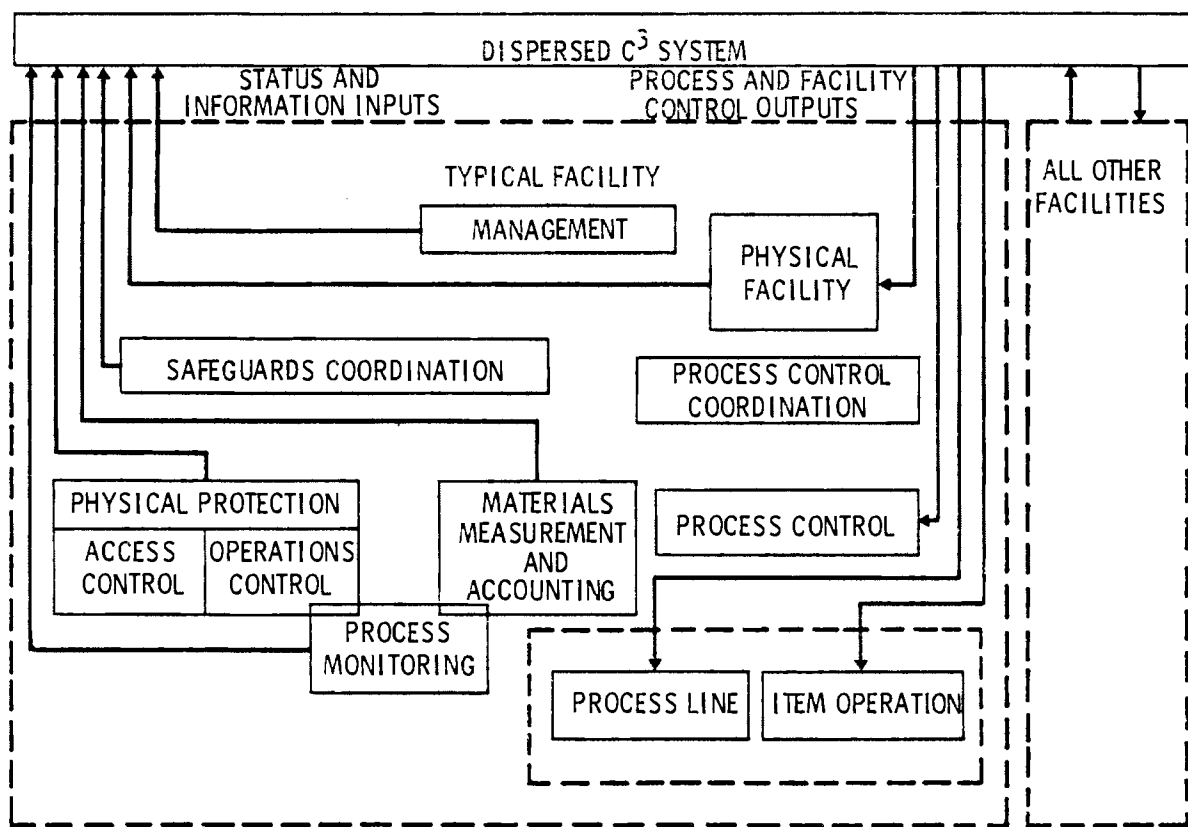 DISPERSED C³ SYSTEM
STATUS AND
INFORMATION INPUTS
PROCESS AND FACILITY
CONTROL OUTPUTS
TYPICAL FACILITY
MANAGEMENT
PHYSICAL
FACILITY
ALL OTHER
FACILITIES
SAFEGUARDS COORDINATION
PROCESS CONTROL
COORDINATION
PHYSICAL PROTECTION
ACCESS
CONTROL
OPERATIONS
CONTROL
MATERIALS
MEASUREMENT
AND
ACCOUNTING
PROCESS CONTROL
PROCESS
MONITORING
PROCESS LINE
ITEM OPERATION